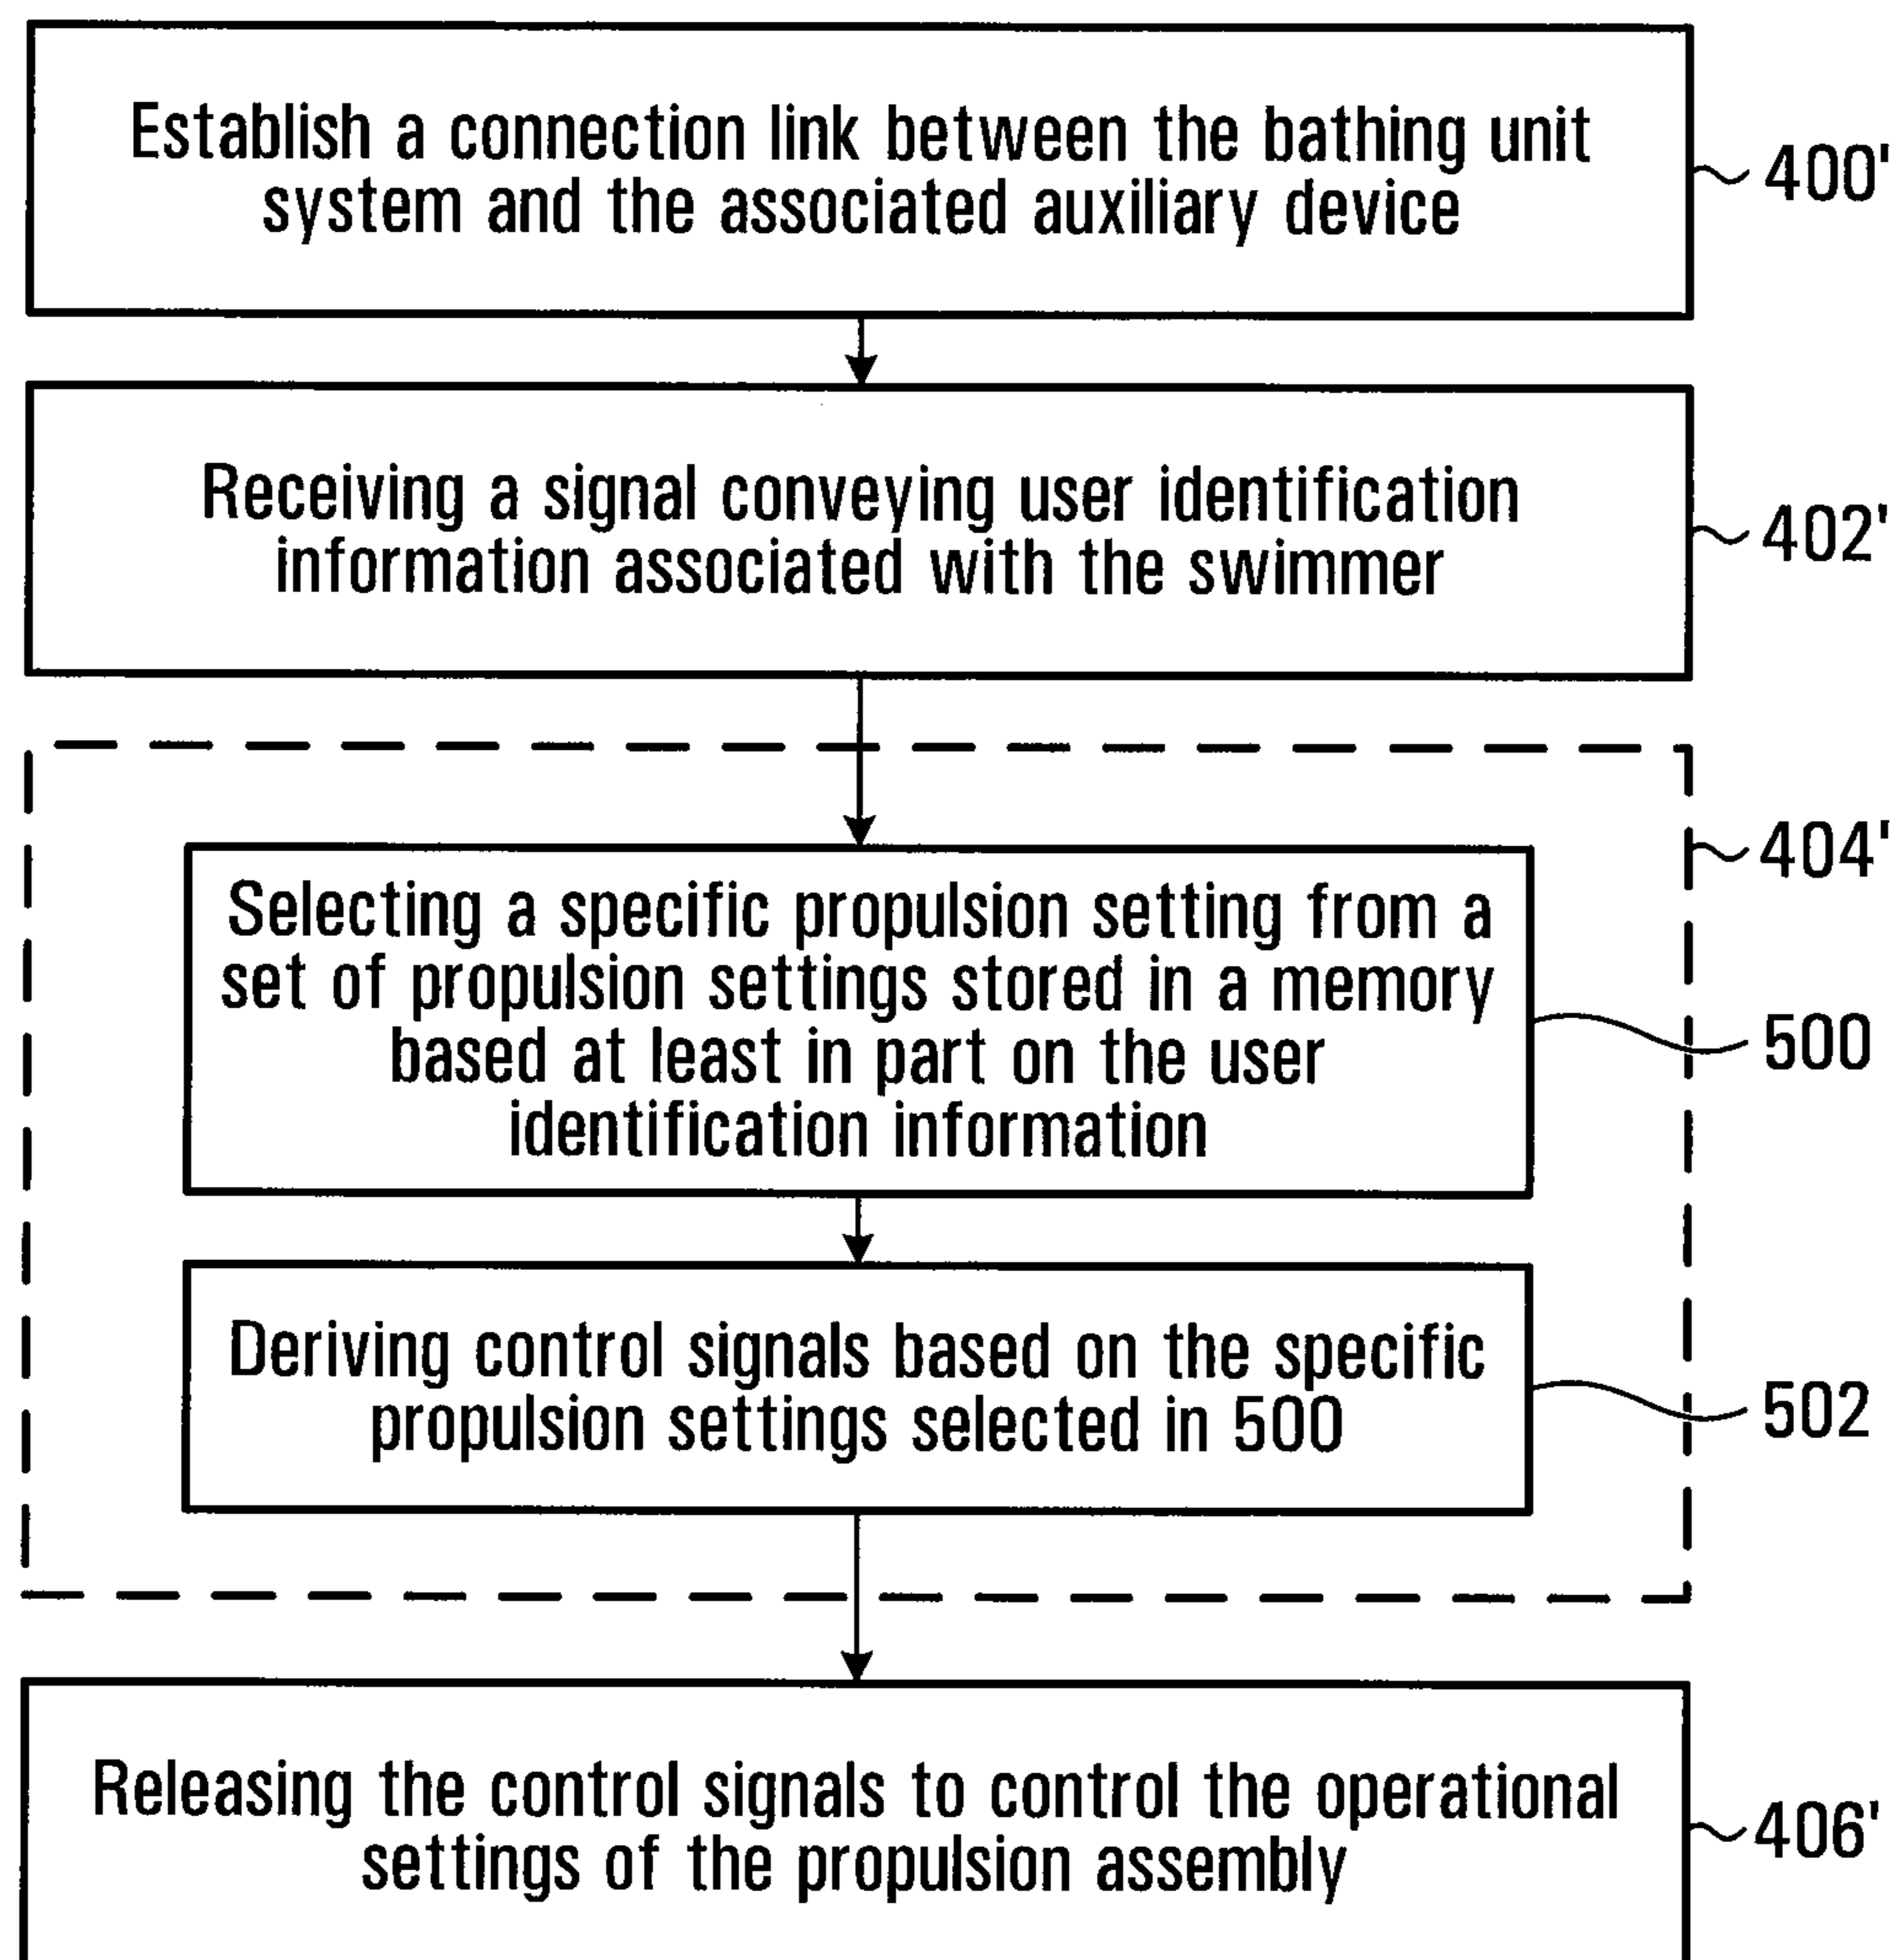 Establish a connection link between the bathing unit
system and the associated auxiliary device
400'
Receiving a signal conveying user identification
information associated with the swimmer
402'
404'
Selecting a specific propulsion setting from a
set of propulsion settings stored in a memory
based at least in part on the user
identification information
500
Deriving control signals based on the specific
propulsion settings selected in 500
502
Releasing the control signals to control the operational
settings of the propulsion assembly
406'